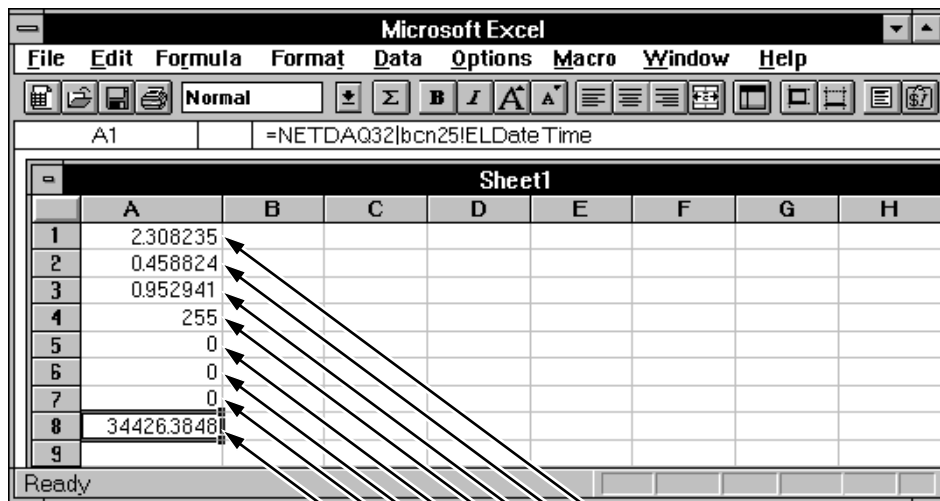 Microsoft Excel
File Edit Formula Format Data Options Macro Window Help
Normal Σ B I A A $7
A1 =NETDAQ32|bcn25!ELDateTime
Sheet1
A B C D E F G H
1 2.308235
2 0.458824
3 0.952941
4 255
5 0
6 0
7 0
8 34426.3848
9
Ready